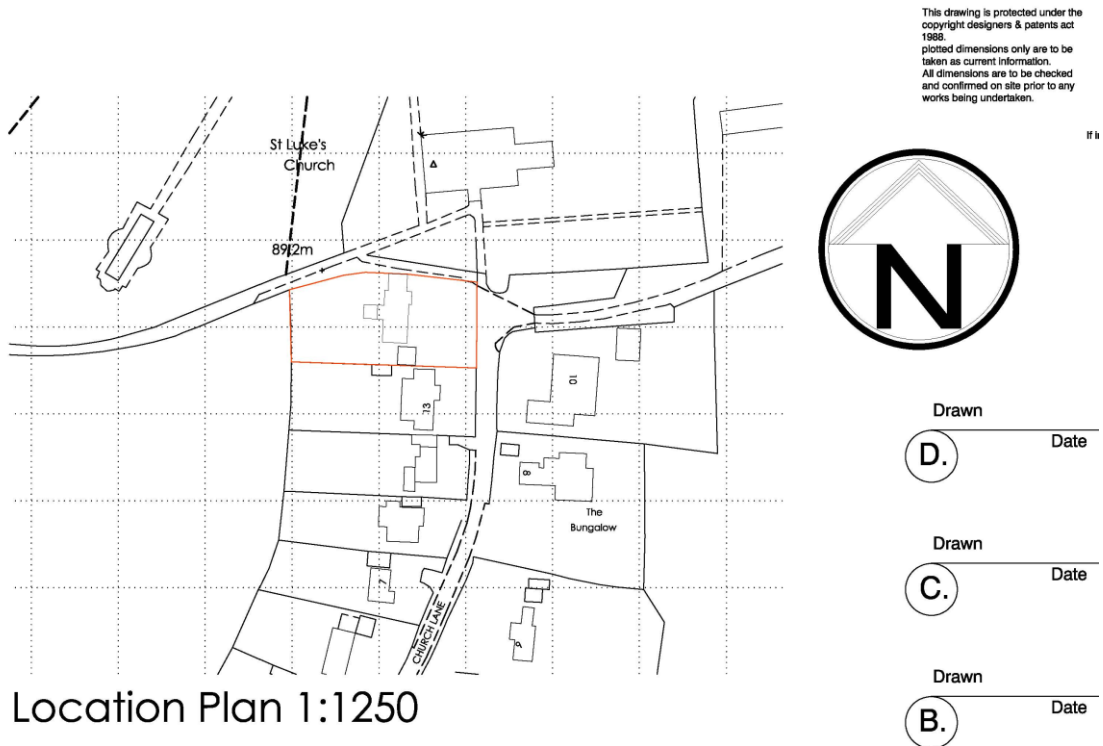 This drawing is protected under the
copyright designers & patents act
1988.
plotted dimensions only are to be
taken as current information.
All dimensions are to be checked
and confirmed on site prior to any
works being undertaken.
If
St Luke's
Church
89.2m
N
13
10
8
The
Bungalow
7
CHURCH LANE
Drawn
D.
Date
Drawn
C.
Date
Drawn
B.
Date
Location Plan 1:1250